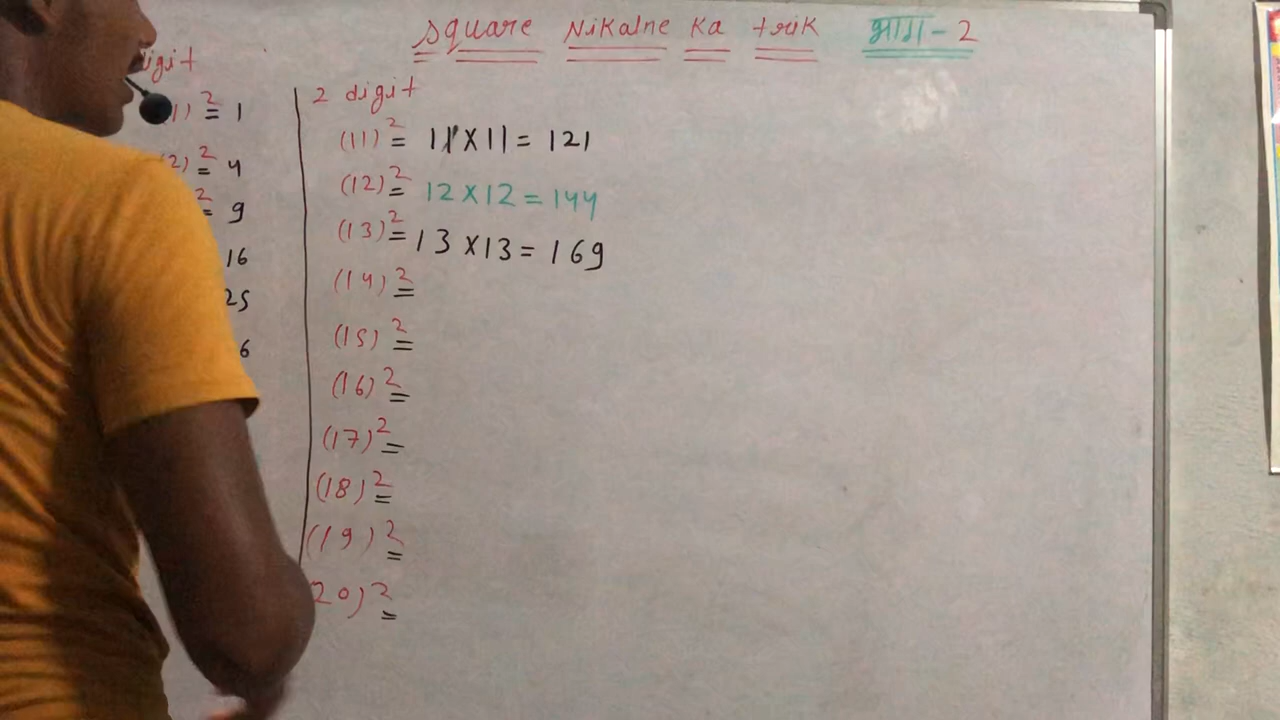 square Nikalne Ka trik भाग - 2
igit
1)² = 1
2)² = 4
² = 9
16
25
6
2 digit
(11)² = 11 X 11 = 121
(12)² = 12 X 12 = 144
(13)² = 13 X 13 = 169
(14)² =
(15)² =
(16)² =
(17)² =
(18)² =
(19)² =
20)² =